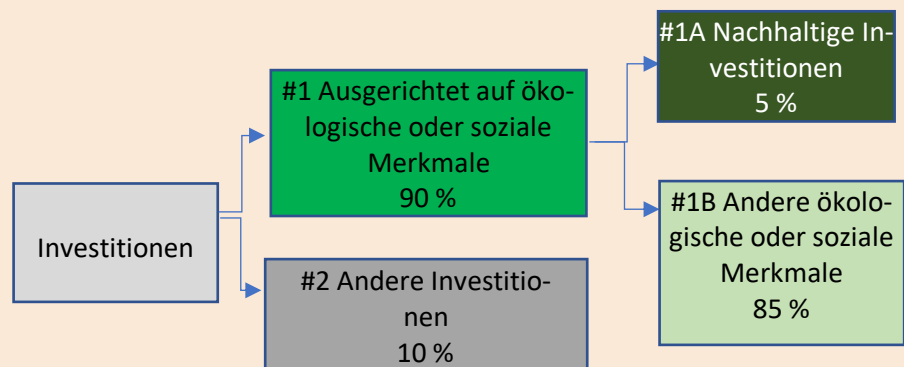 Investitionen
#1 Ausgerichtet auf öko-
logische oder soziale
Merkmale
90 %
#2 Andere Investitio-
nen
10 %
#1A Nachhaltige In-
vestitionen
5 %
#1B Andere ökolo-
gische oder soziale
Merkmale
85 %